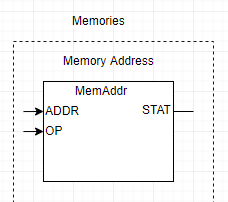 Memories
Memory Address
MemAddr
ADDR STAT
OP